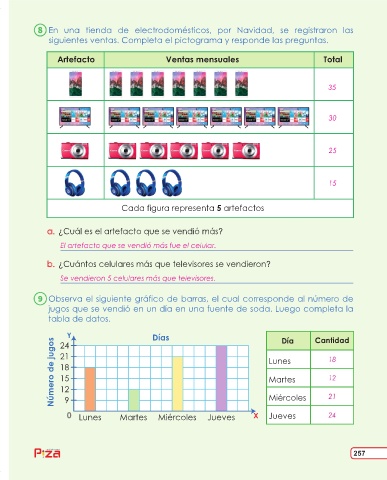 8 En una tienda de electrodomésticos, por Navidad, se registraron las
siguientes ventas. Completa el pictograma y responde las preguntas.
Artefacto Ventas mensuales Total
35
30
25
15
Cada figura representa 5 artefactos
a. ¿Cuál es el artefacto que se vendió más?
El artefacto que se vendió más fue el celular.
b. ¿Cuántos celulares más que televisores se vendieron?
Se vendieron 5 celulares más que televisores.
9 Observa el siguiente gráfico de barras, el cual corresponde al número de
jugos que se vendió en un día en una fuente de soda. Luego completa la
tabla de datos.
Y Días
Número de jugos
24
21
18
15
12
9
0 Lunes Martes Miércoles Jueves X
Día Cantidad
Lunes 18
Martes 12
Miércoles 21
Jueves 24
Pizá
257